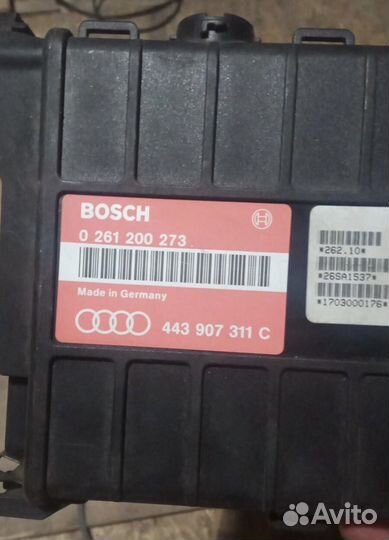 BOSCH
0 261 200 273
Made in Germany
443 907 311 C
*262.10*
*26SA1537*
*1703000176*
Avito